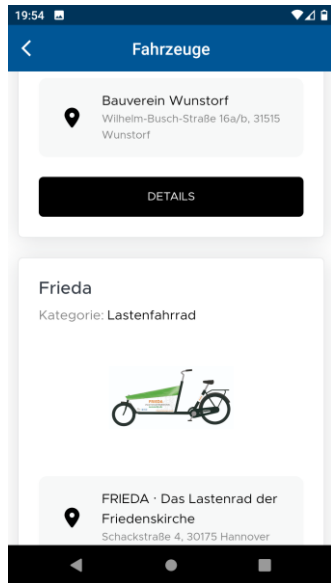 19:54
Fahrzeuge
Bauverein Wunstorf
Wilhelm-Busch-Straße 16a/b, 31515
Wunstorf
DETAILS
Frieda
Kategorie: Lastenfahrrad
FRIEDA
FRIEDA · Das Lastenrad der
Friedenskirche
Schackstraße 4, 30175 Hannover